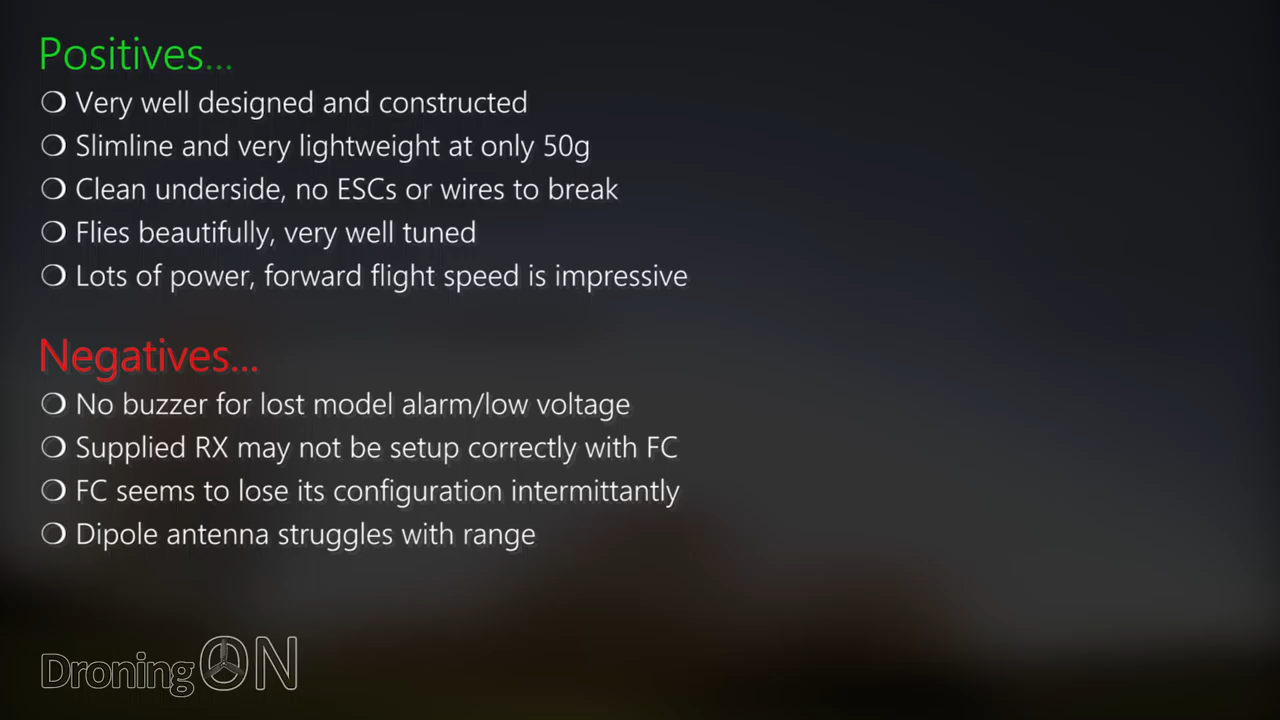 Positives...
Very well designed and constructed
Slimline and very lightweight at only 50g
Clean underside, no ESCs or wires to break
Flies beautifully, very well tuned
Lots of power, forward flight speed is impressive
Negatives...
No buzzer for lost model alarm/low voltage
Supplied RX may not be setup correctly with FC
FC seems to lose its configuration intermittantly
Dipole antenna struggles with range
DroningON